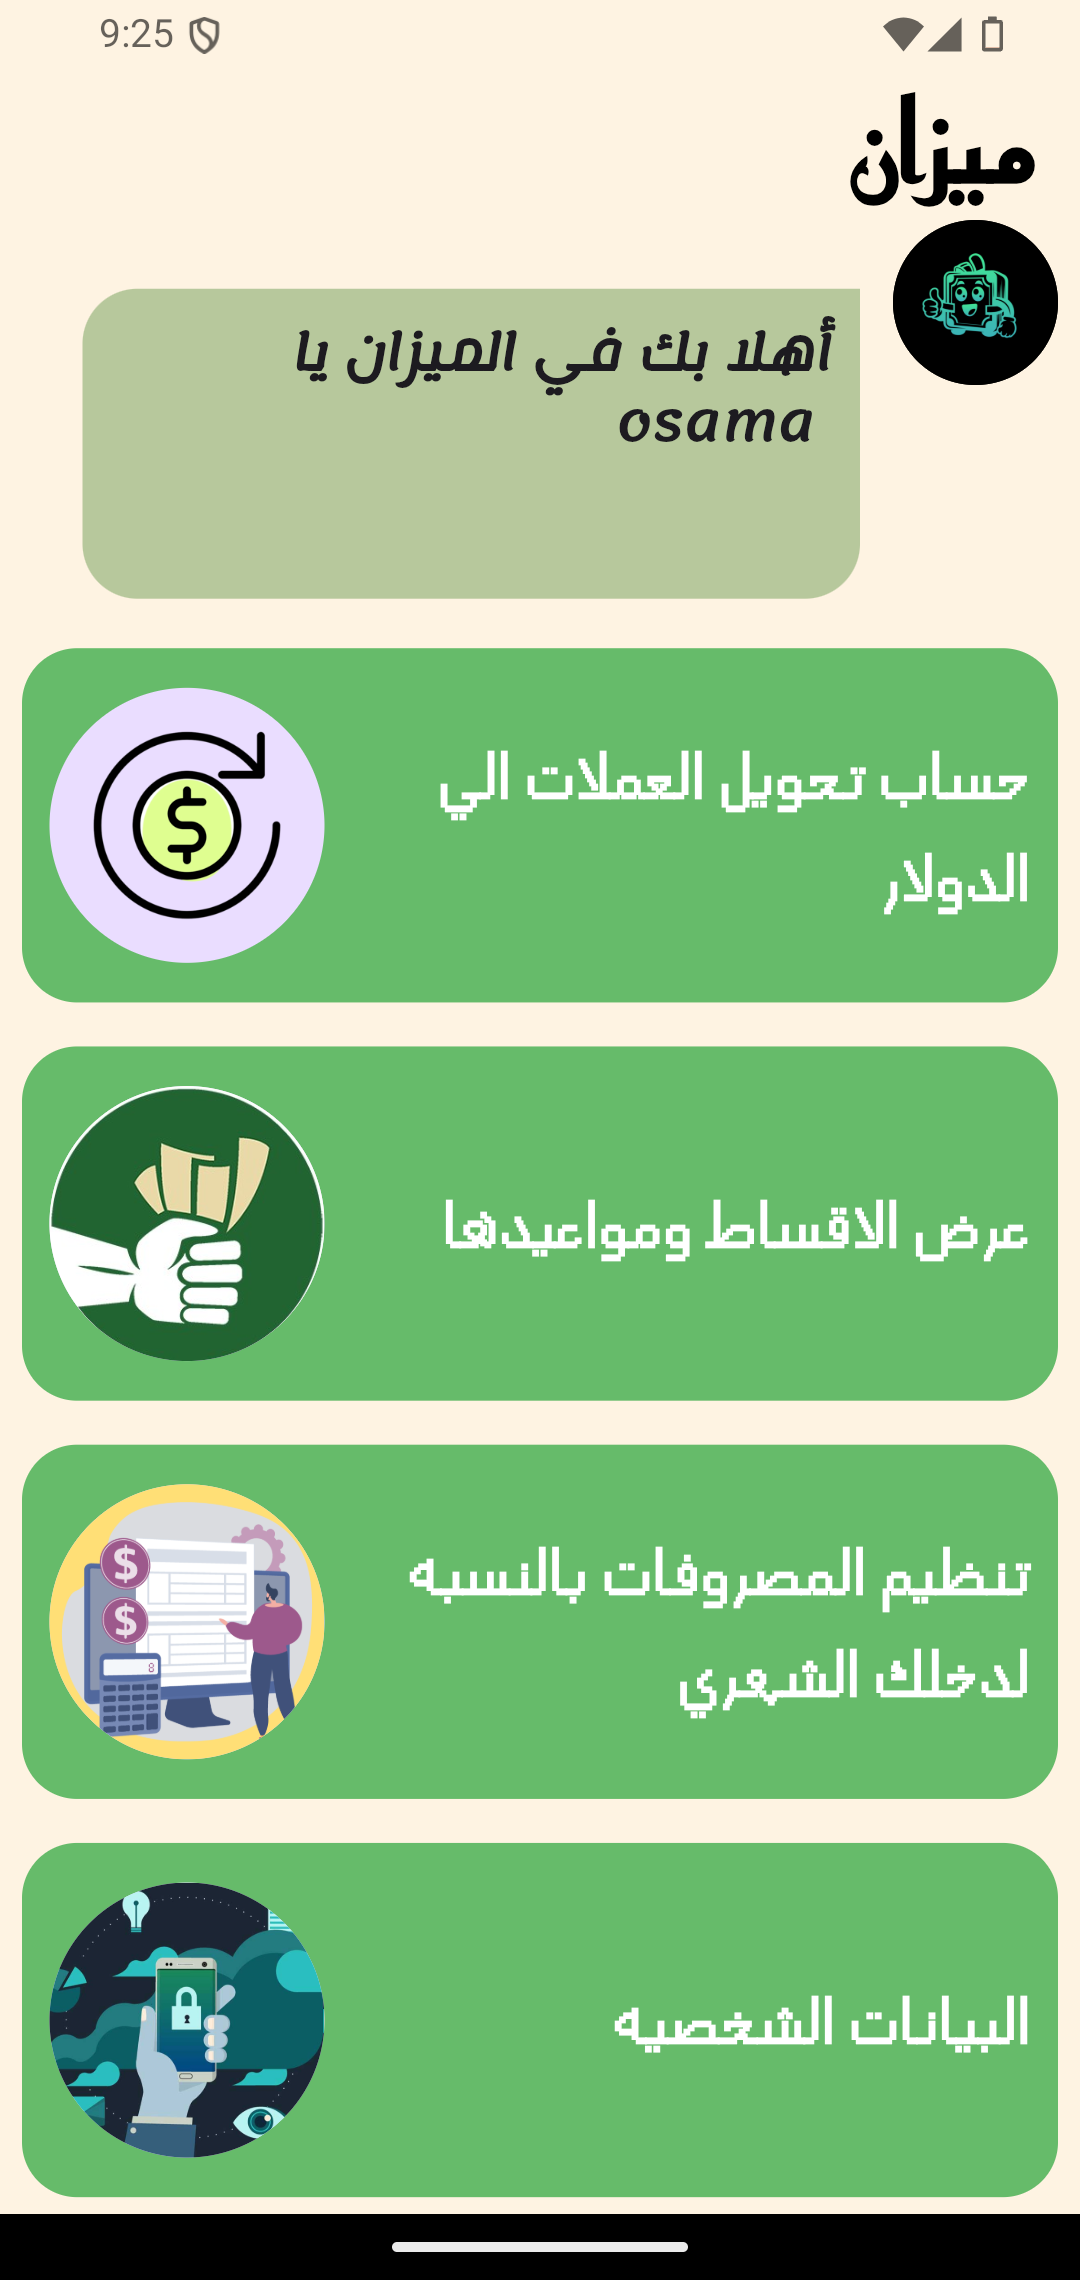 9:25
ميزان
أهلا بك في الميزان يا
osama
حساب تحويل العملات الي
الدولار
عرض الاقساط ومواعيدها
تنظيم المصروفات بالنسبه
لدخلك الشهري
البيانات الشخصيه